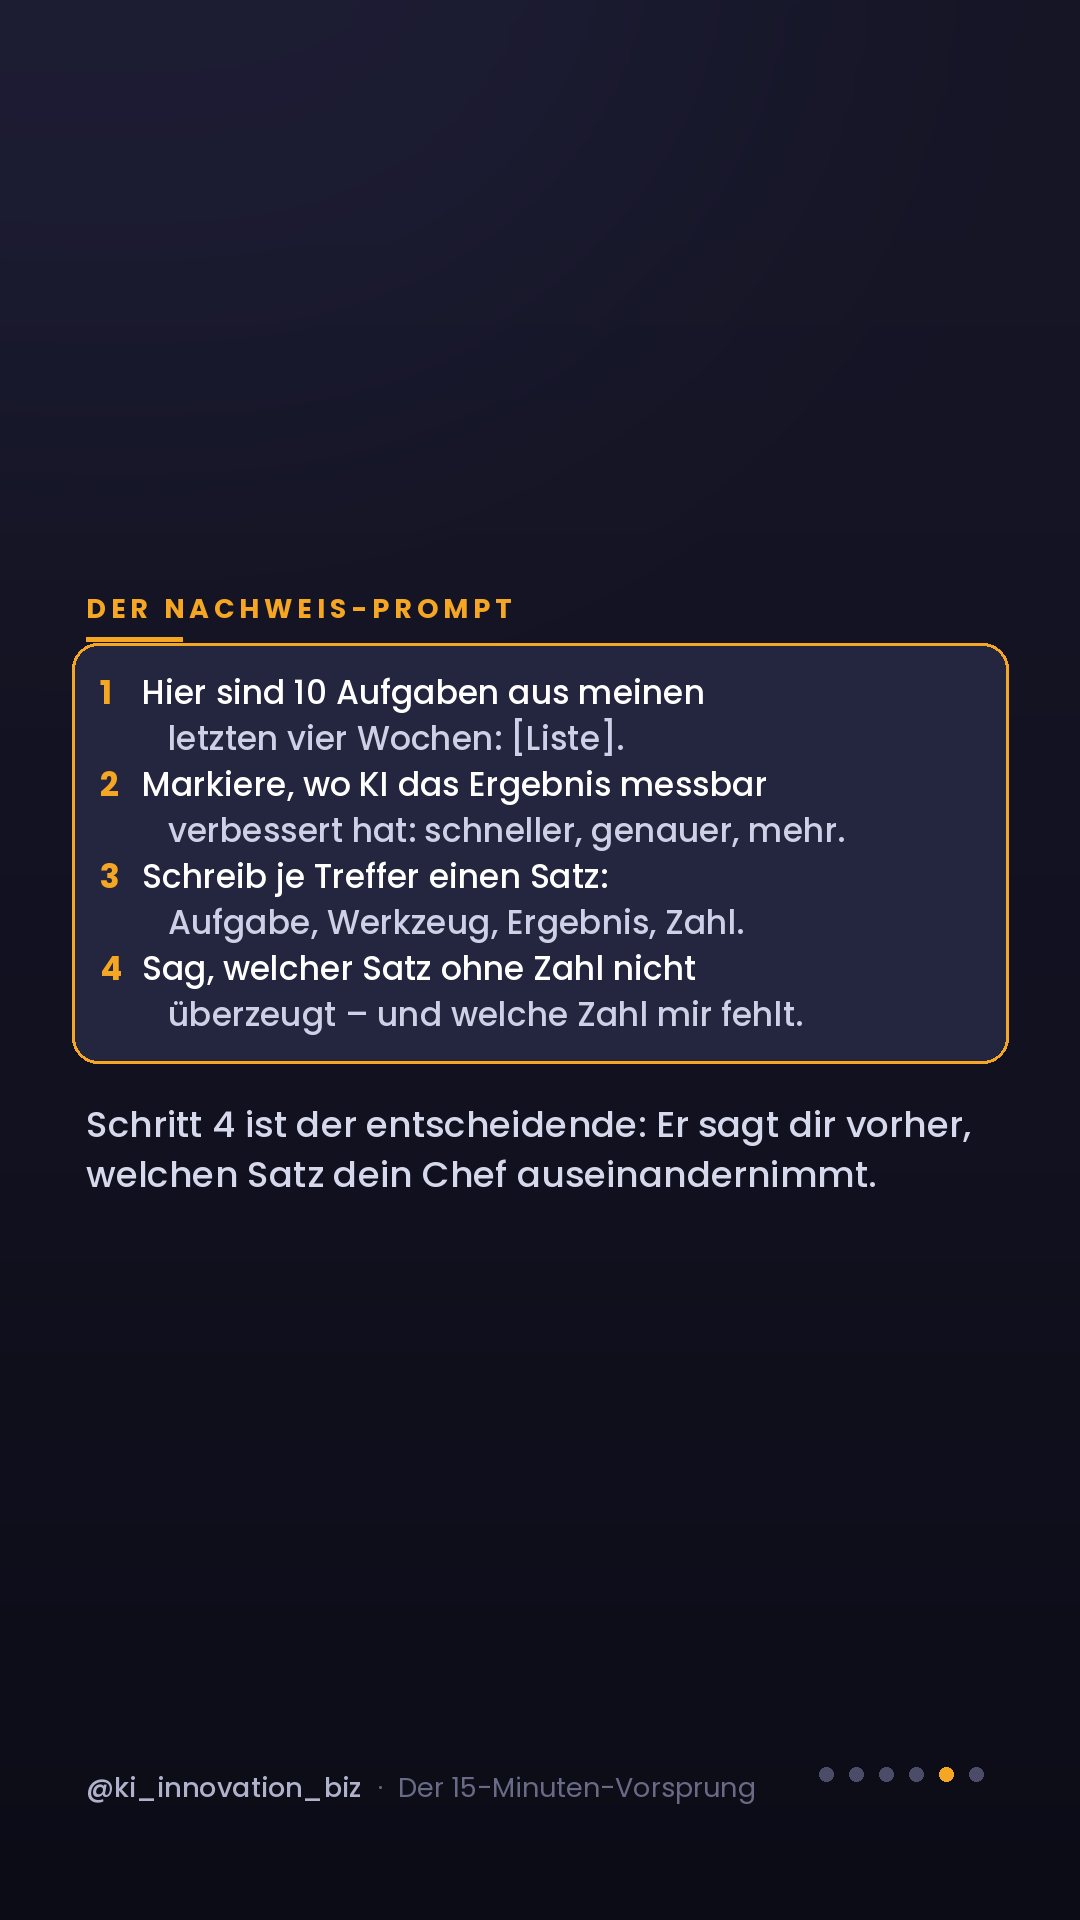 DER NACHWEIS-PROMPT
1 Hier sind 10 Aufgaben aus meinen
letzten vier Wochen: [Liste].
2 Markiere, wo KI das Ergebnis messbar
verbessert hat: schneller, genauer, mehr.
3 Schreib je Treffer einen Satz:
Aufgabe, Werkzeug, Ergebnis, Zahl.
4 Sag, welcher Satz ohne Zahl nicht
überzeugt – und welche Zahl mir fehlt.
Schritt 4 ist der entscheidende: Er sagt dir vorher,
welchen Satz dein Chef auseinandernimmt.
@ki_innovation_biz · Der 15-Minuten-Vorsprung